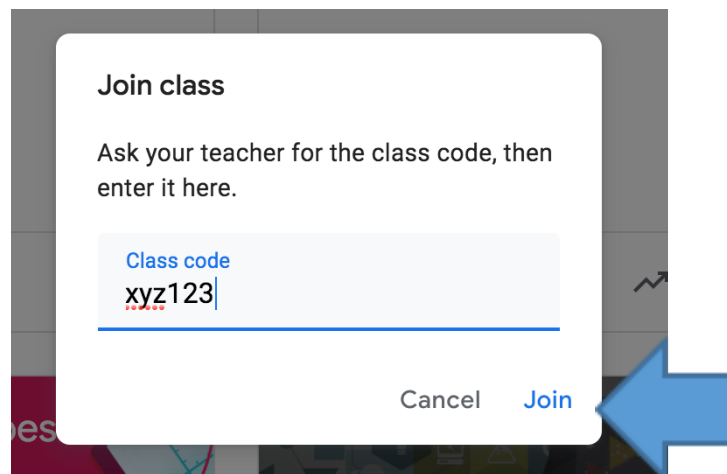 Join class
Ask your teacher for the class code, then
enter it here.
Class code
xyz123
Cancel Join